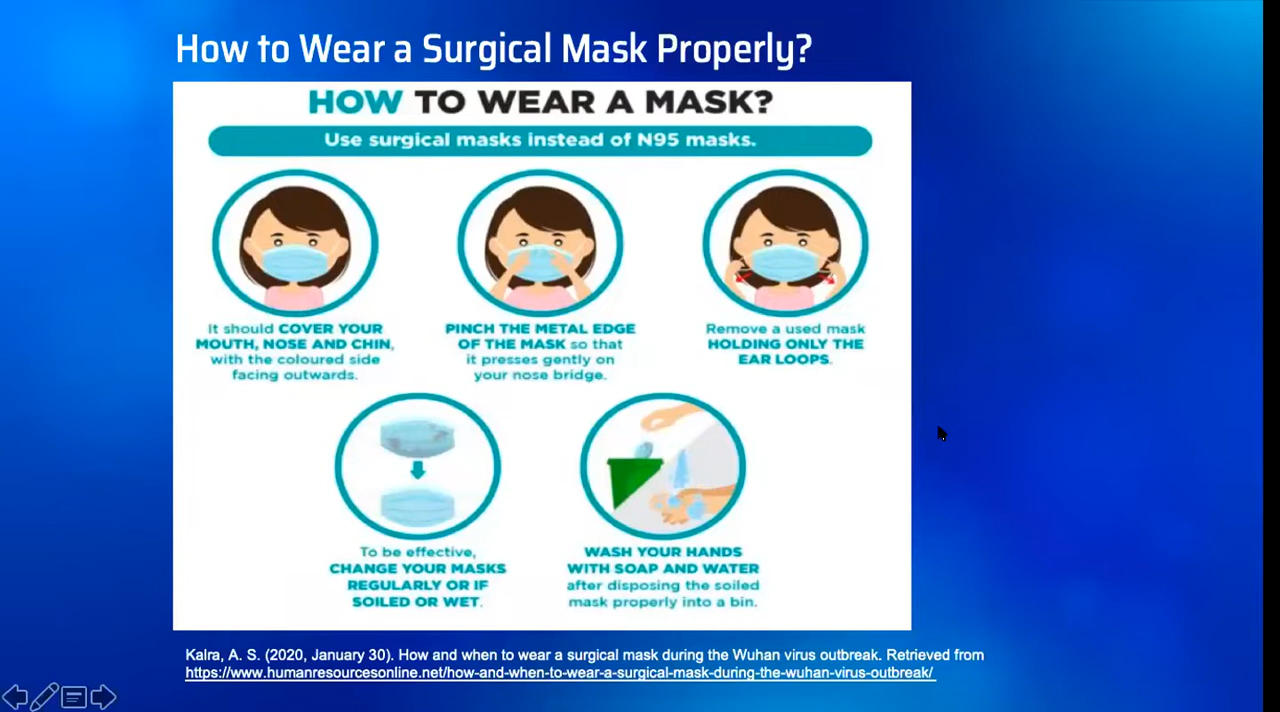 How to Wear a Surgical Mask Properly?
HOW TO WEAR A MASK?
Use surgical masks instead of N95 masks.
It should COVER YOUR
MOUTH, NOSE AND CHIN,
with the coloured side
facing outwards.
PINCH THE METAL EDGE
OF THE MASK so that
it presses gently on
your nose bridge.
Remove a used mask
HOLDING ONLY THE
EAR LOOPS.
To be effective,
CHANGE YOUR MASKS
REGULARLY OR IF
SOILED OR WET.
WASH YOUR HANDS
WITH SOAP AND WATER
after disposing the soiled
mask properly into a bin.
Kalra, A. S. (2020, January 30). How and when to wear a surgical mask during the Wuhan virus outbreak. Retrieved from
https://www.humanresourcesonline.net/how-and-when-to-wear-a-surgical-mask-during-the-wuhan-virus-outbreak/